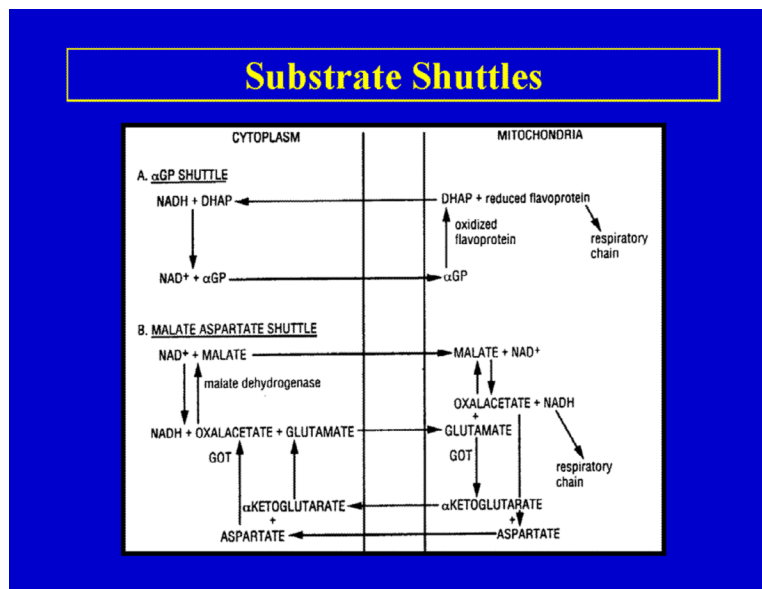 Substrate Shuttles
CYTOPLASM
MITOCHONDRIA
A. αGP SHUTTLE
NADH + DHAP
DHAP + reduced flavoprotein
oxidized
flavoprotein
respiratory
chain
NAD+ + αGP
αGP
B. MALATE ASPARTATE SHUTTLE
NAD+ + MALATE
MALATE + NAD+
malate dehydrogenase
OXALACETATE + NADH
+
NADH + OXALACETATE + GLUTAMATE
GLUTAMATE
GOT
GOT
respiratory
chain
αKETOGLUTARATE
αKETOGLUTARATE
+
+
ASPARTATE
ASPARTATE